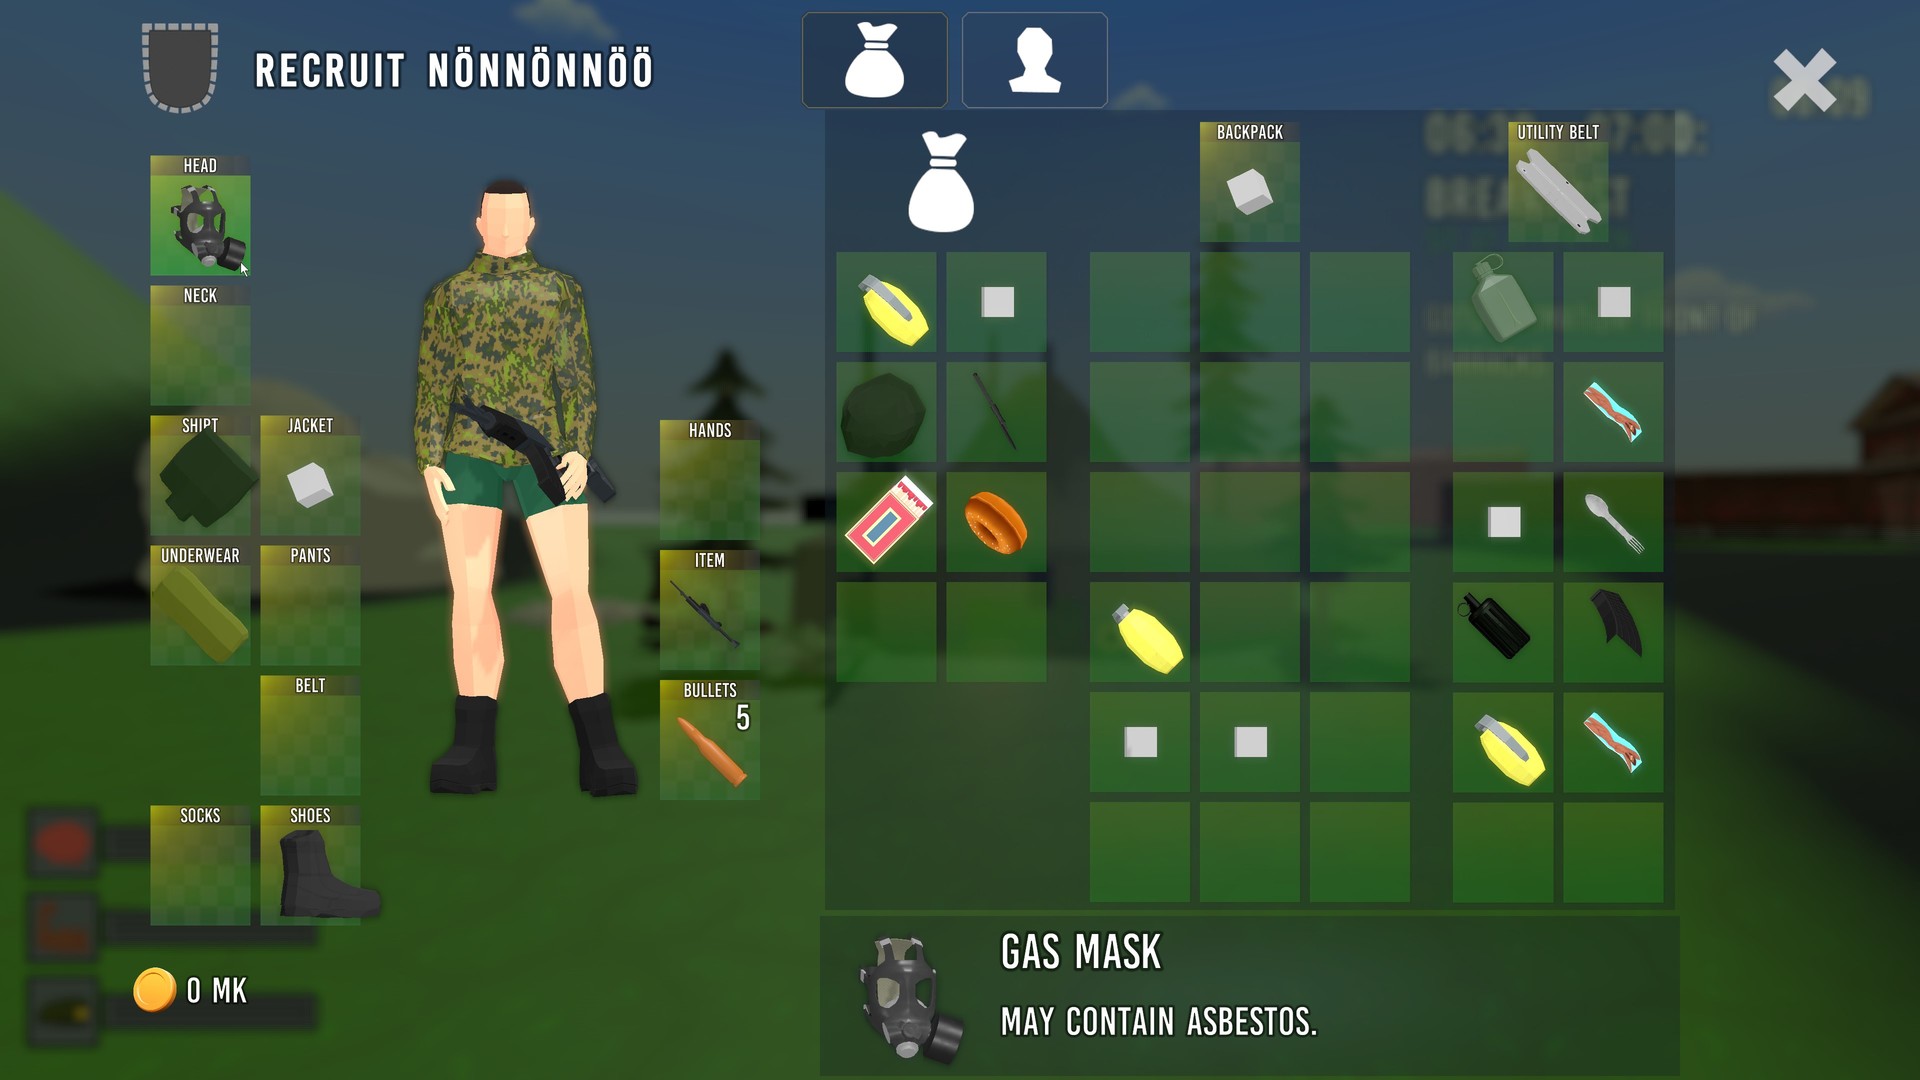 RECRUIT NÖNNÖNNÖÖ
HEAD
NECK
SHIRT
JACKET
UNDERWEAR
PANTS
BELT
SOCKS
SHOES
HANDS
ITEM
BULLETS
5
0 MK
BACKPACK
UTILITY BELT
GAS MASK
MAY CONTAIN ASBESTOS.